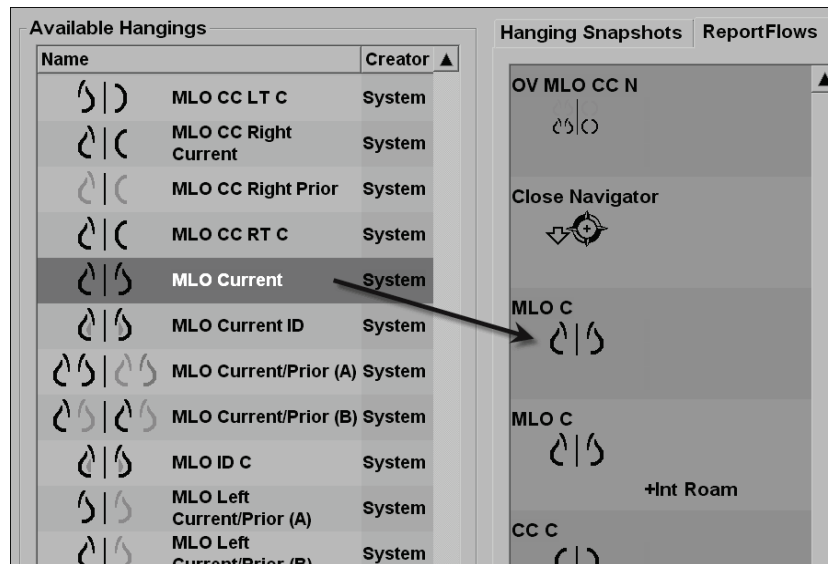 Available Hangings
Name Creator
MLO CC LT C System
MLO CC Right
Current System
MLO CC Right Prior System
MLO CC RT C System
MLO Current System
MLO Current ID System
MLO Current/Prior (A) System
MLO Current/Prior (B) System
MLO ID C System
MLO Left
Current/Prior (A) System
MLO Left
Current/Prior (B) System
Hanging Snapshots ReportFlows
OV MLO CC N
Close Navigator
MLO C
MLO C
+Int Roam
CC C